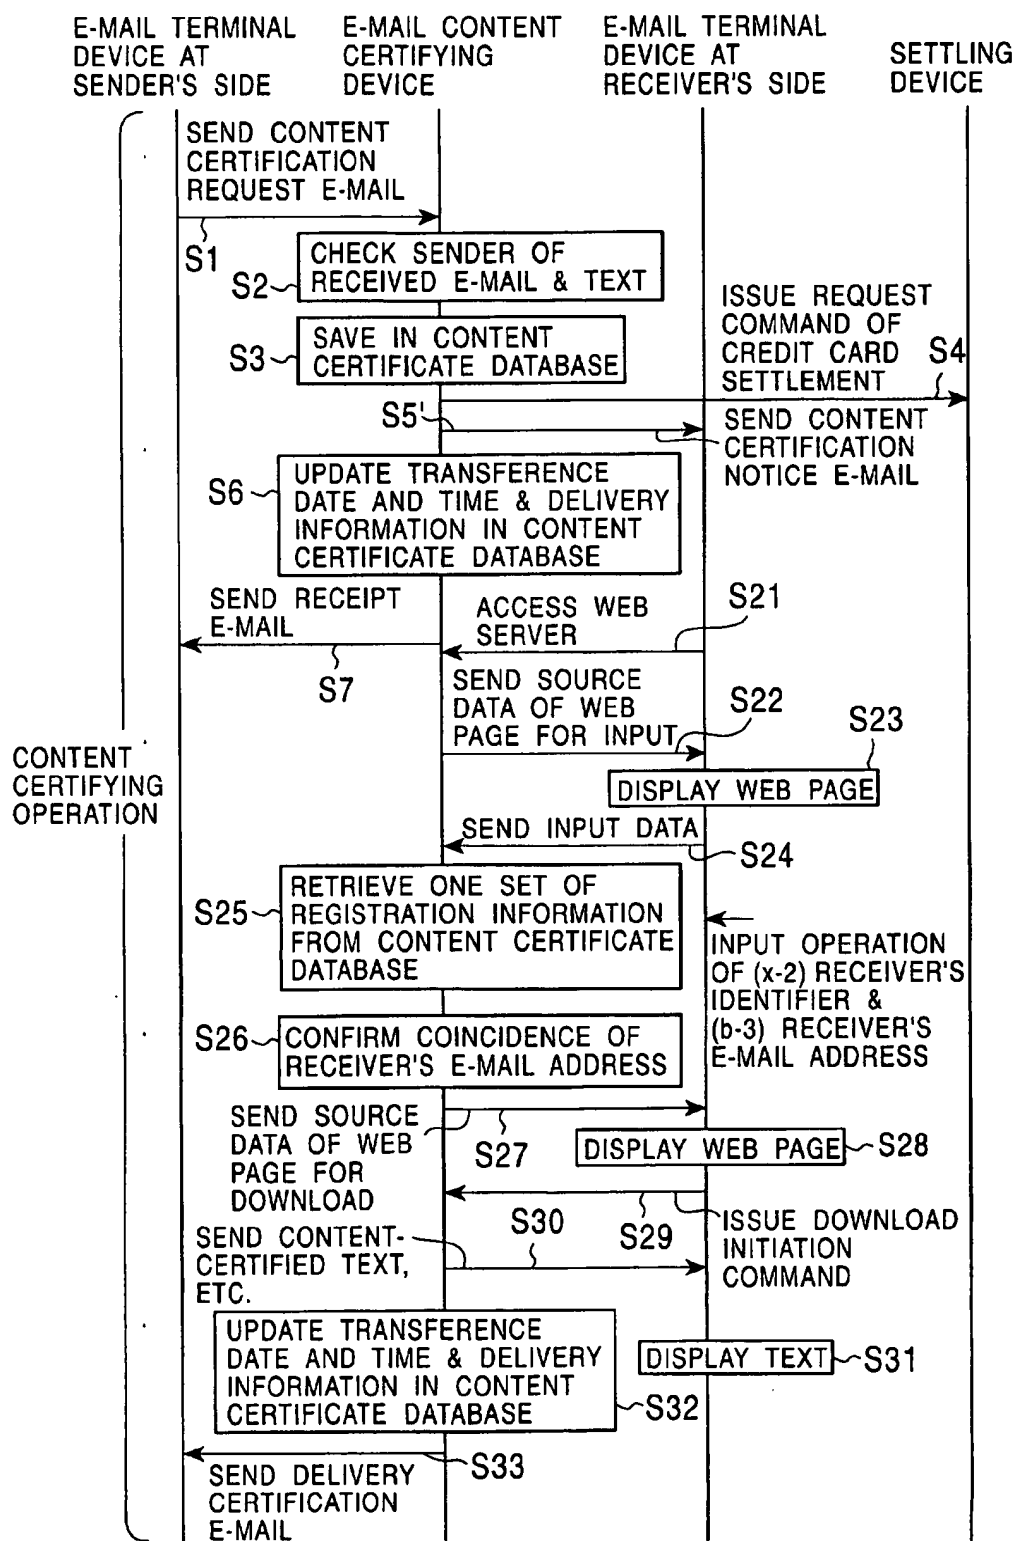 E-MAIL TERMINAL
DEVICE AT
SENDER'S SIDE
E-MAIL CONTENT
CERTIFYING
DEVICE
E-MAIL TERMINAL
DEVICE AT
RECEIVER'S SIDE
SETTLING
DEVICE
SEND CONTENT
CERTIFICATION
REQUEST E-MAIL
S1
CHECK SENDER OF
RECEIVED E-MAIL & TEXT
S2
SAVE IN CONTENT
CERTIFICATE DATABASE
S3
ISSUE REQUEST
COMMAND OF
CREDIT CARD
SETTLEMENT
S4
S5'
SEND CONTENT
CERTIFICATION
NOTICE E-MAIL
S6
UPDATE TRANSFERENCE
DATE AND TIME & DELIVERY
INFORMATION IN CONTENT
CERTIFICATE DATABASE
SEND RECEIPT
E-MAIL
S7
ACCESS WEB
SERVER
S21
SEND SOURCE
DATA OF WEB
PAGE FOR INPUT
S22
S23
DISPLAY WEB PAGE
CONTENT
CERTIFYING
OPERATION
SEND INPUT DATA
S24
S25
RETRIEVE ONE SET OF
REGISTRATION INFORMATION
FROM CONTENT CERTIFICATE
DATABASE
INPUT OPERATION
OF (x-2) RECEIVER'S
IDENTIFIER &
(b-3) RECEIVER'S
E-MAIL ADDRESS
S26
CONFIRM COINCIDENCE OF
RECEIVER'S E-MAIL ADDRESS
SEND SOURCE
DATA OF WEB
PAGE FOR
DOWNLOAD
S27
DISPLAY WEB PAGE
S28
S29
ISSUE DOWNLOAD
INITIATION
COMMAND
S30
SEND CONTENT-
CERTIFIED TEXT,
ETC.
UPDATE TRANSFERENCE
DATE AND TIME & DELIVERY
INFORMATION IN CONTENT
CERTIFICATE DATABASE
S32
DISPLAY TEXT
S31
S33
SEND DELIVERY
CERTIFICATION
E-MAIL